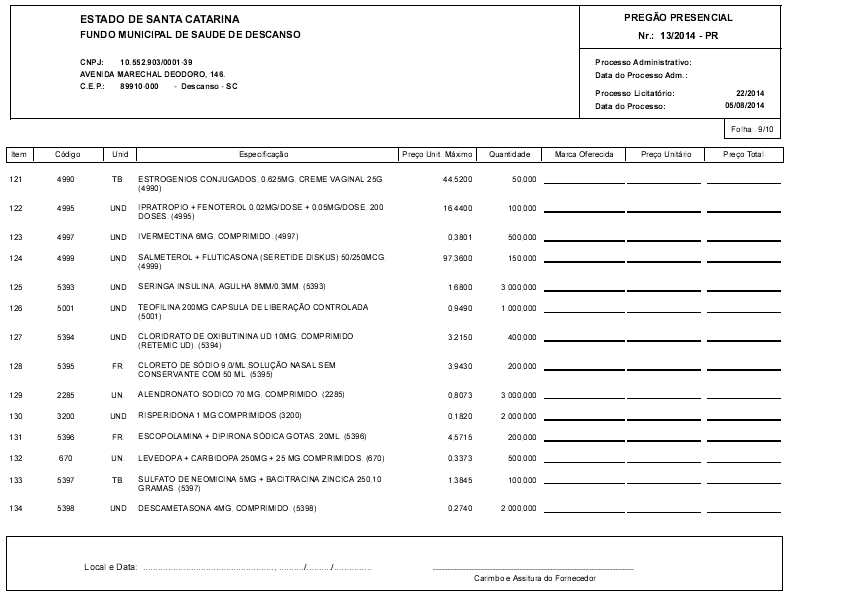 ESTADO DE SANTA CATARINA
FUNDO MUNICIPAL DE SAUDE DE DESCANSO
CNPJ: 10.552.903/0001-39
AVENIDA MARECHAL DEODORO, 146.
C.E.P.: 89910-000 - Descanso - SC
PREGÃO PRESENCIAL
Nr.: 13/2014 - PR
Processo Administrativo:
Data do Processo Adm.:
Processo Licitatório: 22/2014
Data do Processo: 05/08/2014
Folha: 9/10
Item Código Unid Especificação Preço Unit. Máximo Quantidade Marca Oferecida Preço Unitário Preço Total
121 4990 TB. ESTROGENIOS CONJUGADOS, 0,625MG, CREME VAGINAL 25G. 44,5200 50,000
(4990)
122 4995 UND IPRATROPIO + FENOTEROL 0,02MG/DOSE + 0,05MG/DOSE, 200 16,4400 100,000
DOSES. (4995)
123 4997 UND IVERMECTINA 6MG, COMPRIMIDO. (4997) 0,3801 500,000
124 4999 UND SALMETEROL + FLUTICASONA (SERETIDE DISKUS) 50/250MCG. 97,3600 150,000
(4999)
125 5393 UND SERINGA INSULINA, AGULHA 8MM/0,3MM. (5393) 1,6800 3.000,000
126 5001 UND TEOFILINA 200MG CAPSULA DE LIBERAÇÃO CONTROLADA 0,9490 1.000,000
(5001)
127 5394 UND CLORIDRATO DE OXIBUTININA UD 10MG, COMPRIMIDO 3,2150 400,000
(RETEMIC UD). (5394)
128 5395 FR. CLORETO DE SÓDIO 9,0/ML,SOLUÇÃO NASAL SEM 3,9430 200,000
CONSERVANTE COM 50 ML. (5395)
129 2285 UN. ALENDRONATO SODICO 70 MG, COMPRIMIDO. (2285) 0,8073 3.000,000
130 3200 UND RISPERIDONA 1 MG COMPRIMIDOS (3200) 0,1820 2.000,000
131 5396 FR. ESCOPOLAMINA + DIPIRONA SÓDICA GOTAS, 20ML. (5396) 4,5715 200,000
132 670 UN. LEVEDOPA + CARBIDOPA 250MG + 25 MG COMPRIMIDOS. (670) 0,3373 500,000
133 5397 TB. SULFATO DE NEOMICINA 5MG + BACITRACINA ZINCICA 250,10 1,3845 100,000
GRAMAS. (5397)
134 5398 UND DESCAMETASONA 4MG, COMPRIMIDO. (5398) 0,2740 2.000,000
Local e Data: ..................................................., ........../........./..............
Carimbo e Assitura do Fornecedor